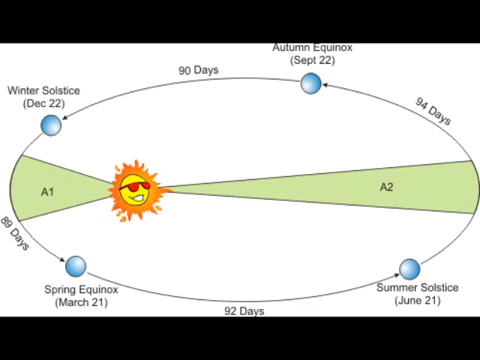 Autumn Equinox
(Sept 22)
90 Days
Winter Solstice
(Dec 22)
94 Days
A1
A2
89 Days
Spring Equinox
(March 21)
Summer Solstice
(June 21)
92 Days